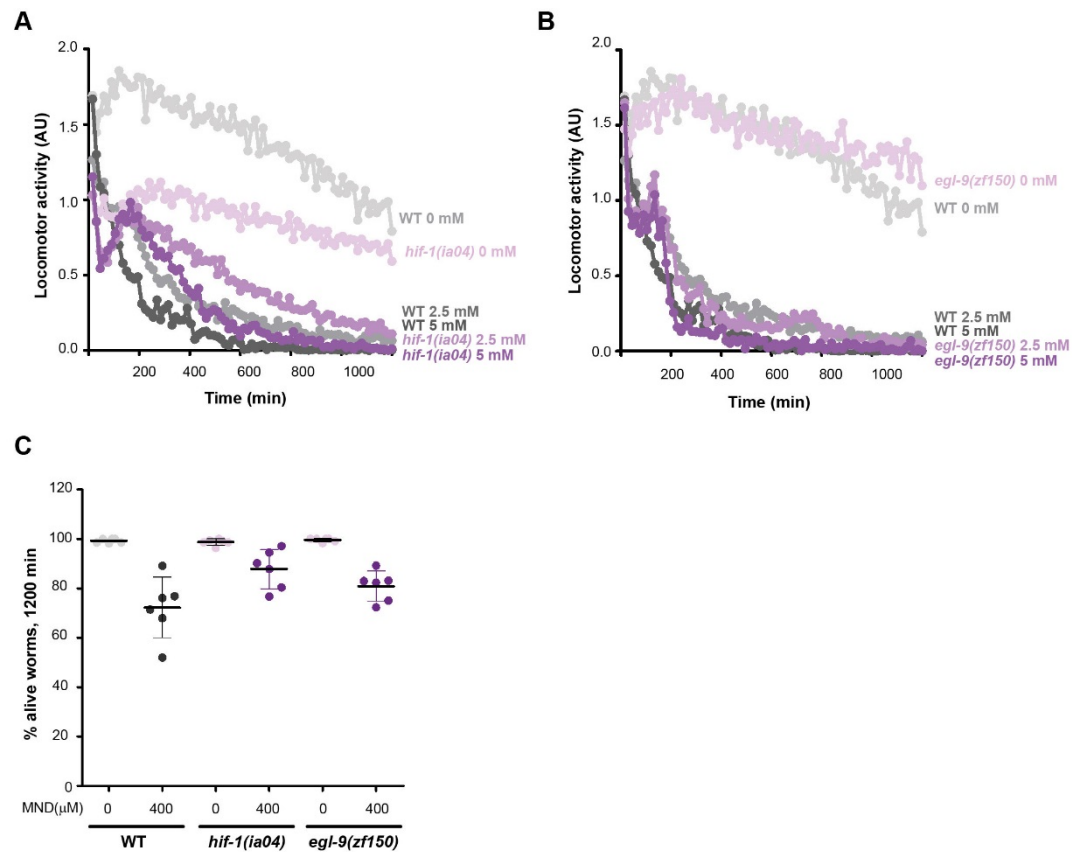 A
Locomotor activity (AU)
2.0
1.5
1.0
0.5
0.0
200 400 600 800 1000
Time (min)
WT 0 mM
hif-1(ia04) 0 mM
WT 2.5 mM
WT 5 mM
hif-1(ia04) 2.5 mM
hif-1(ia04) 5 mM
B
Locomotor activity (AU)
2.0
1.5
1.0
0.5
0.0
200 400 600 800 1000
Time (min)
egl-9(zf150) 0 mM
WT 0 mM
WT 2.5 mM
WT 5 mM
egl-9(zf150) 2.5 mM
egl-9(zf150) 5 mM
C
% alive worms, 1200 min
120
100
80
60
40
20
0
MND(μM) 0 400 0 400 0 400
WT hif-1(ia04) egl-9(zf150)